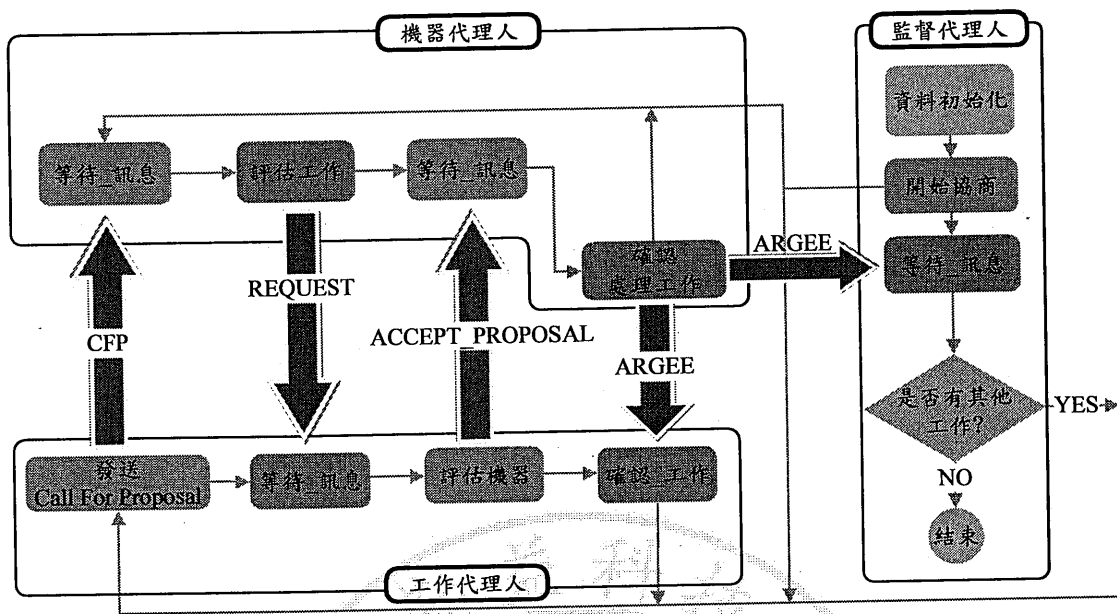 機器代理人
監督代理人
資料初始化
等待_訊息
評估工作
等待_訊息
開始協商
確認
處理工作
ARGEE
等待_訊息
CFP
REQUEST
ACCEPT_PROPOSAL
ARGEE
是否有其他
工作?
YES
發送
Call For Proposal
等待_訊息
評估機器
確認_工作
NO
結束
工作代理人